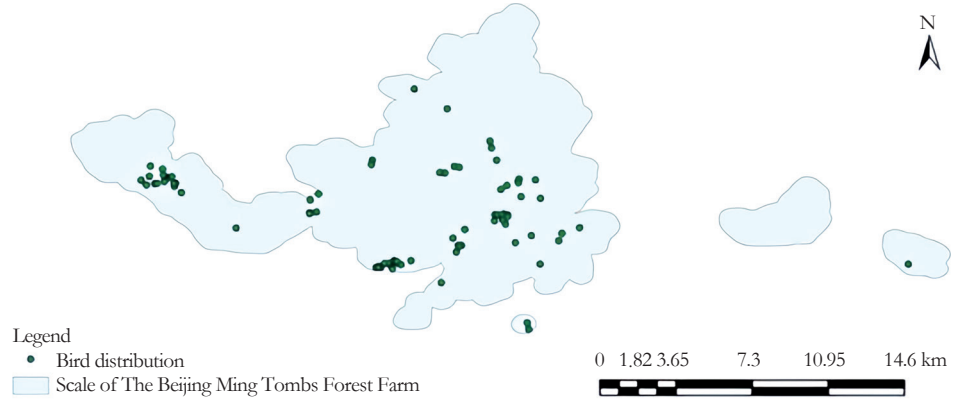 N
Legend
Bird distribution
Scale of The Beijing Ming Tombs Forest Farm
0 1.82 3.65 7.3 10.95 14.6 km